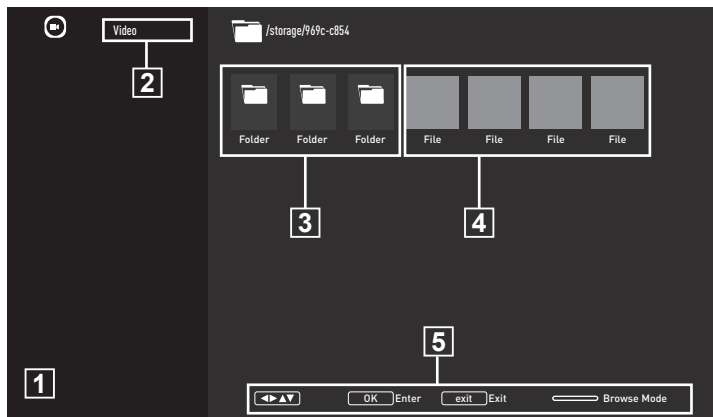 Video
/storage/969c-c854
2
Folder Folder Folder File File File File
3 4
5
1
OK Enter exit Exit Browse Mode